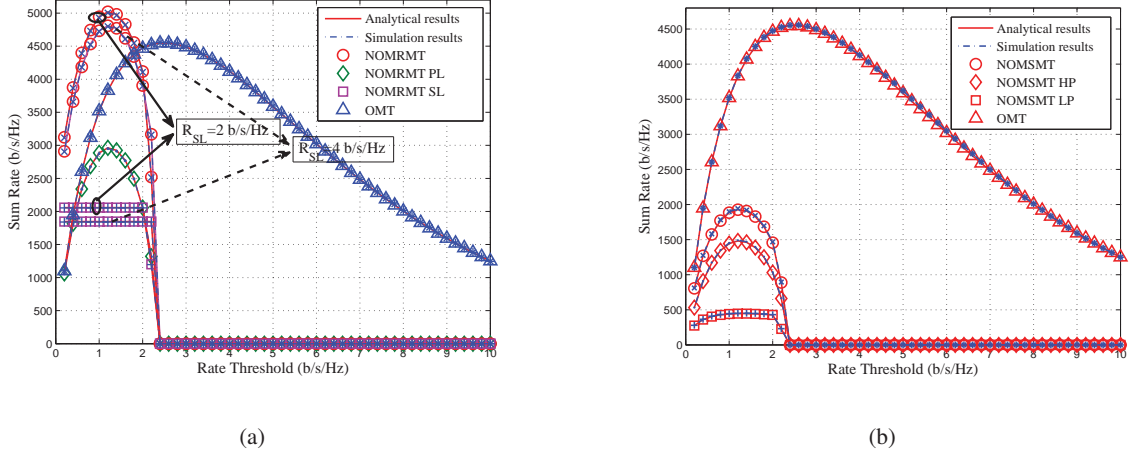 5000
4500
4000
3500
3000
2500
2000
1500
1000
500
0
Sum Rate (b/s/Hz)
0 1 2 3 4 5 6 7 8 9 10
Rate Threshold (b/s/Hz)
Analytical results
Simulation results
NOMRMT
NOMRMT PL
NOMRMT SL
OMT
R_SL=2 b/s/Hz
R_SL=4 b/s/Hz
(a)
4500
4000
3500
3000
2500
2000
1500
1000
500
0
Sum Rate (b/s/Hz)
0 1 2 3 4 5 6 7 8 9 10
Rate Threshold (b/s/Hz)
Analytical results
Simulation results
NOMSMT
NOMSMT HP
NOMSMT LP
OMT
(b)